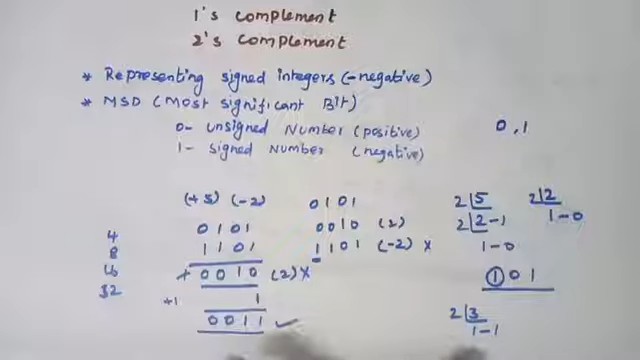 1's complement
2's complement
* Representing signed integers (-negative)
* MSD (Most significant Bit)
0- unsigned Number (positive)
1- signed Number (negative)
0,1
(+5) (-2)
0101
1101
+0010 (2) ×
+1 1
0011 ✓
4
8
16
32
0101
0010 (2)
1101 (-2) ×
2 5
2 2-1
1-0
101
2 2
1-0
2 3
1-1